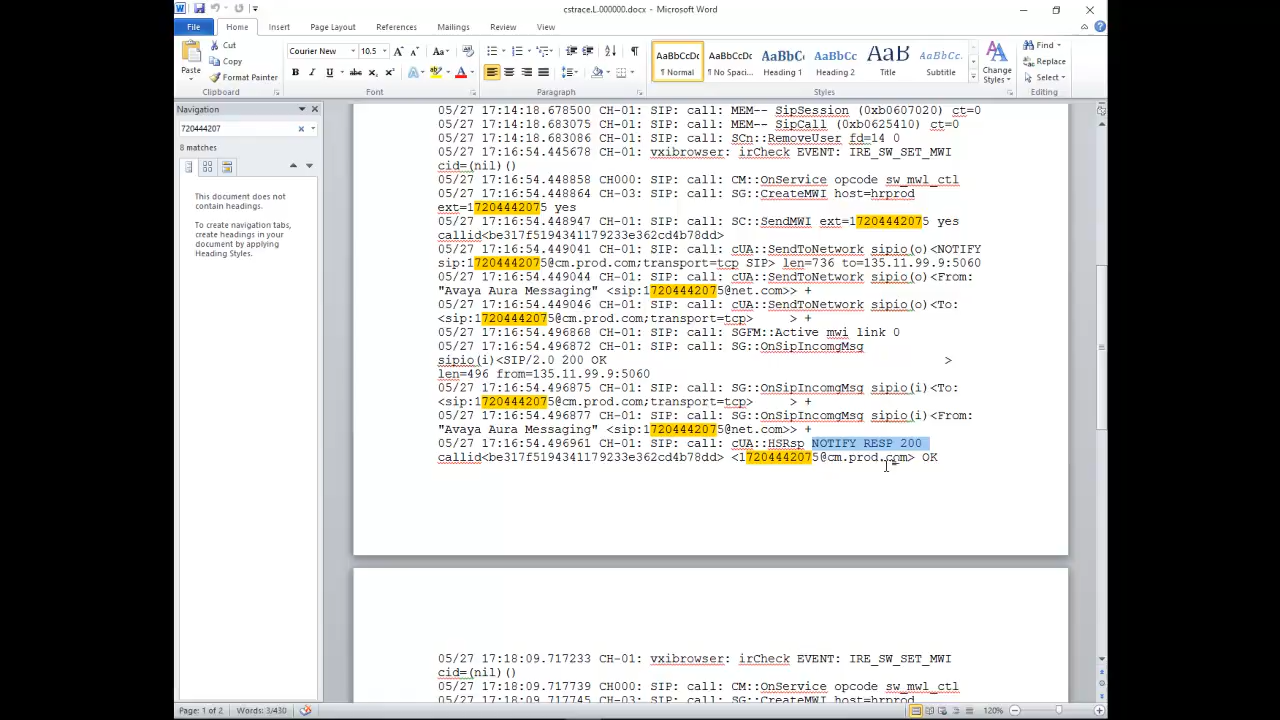 cstrace.L.000000.docx - Microsoft Word
File
Home
Insert
Page Layout
References
Mailings
Review
View
Paste
Cut
Copy
Format Painter
Clipboard
Courier New
10.5
Font
Paragraph
AaBbCcDc
¶ Normal
AaBbCcDc
¶ No Spaci...
AaBbC
Heading 1
AaBbCc
Heading 2
AaB
Title
AaBbCc.
Subtitle
Change
Styles
Styles
Find
Replace
Select
Editing
Navigation
720444207
8 matches
This document does not
contain headings.
To create navigation tabs,
create headings in your
document by applying
Heading Styles.
05/27 17:14:18.678500 CH-01: SIP: call: MEM-- SipSession (0xb0607020) ct=0
05/27 17:14:18.683075 CH-01: SIP: call: MEM-- SipCall (0xb0625410) ct=0
05/27 17:14:18.683086 CH-01: SIP: call: SCn::RemoveUser fd=14 0
05/27 17:16:54.445678 CH-01: vxibrowser: irCheck EVENT: IRE_SW_SET_MWI
cid=(nil)()
05/27 17:16:54.448858 CH000: SIP: call: CM::OnService opcode sw_mwl_ctl
05/27 17:16:54.448864 CH-03: SIP: call: SG::CreateMWI host=hrprod
ext=17204442075 yes
05/27 17:16:54.448947 CH-01: SIP: call: SC::SendMWI ext=17204442075 yes
callid<be317f5194341179233e362cd4b78dd>
05/27 17:16:54.449041 CH-01: SIP: call: cUA::SendToNetwork sipio(o)<NOTIFY
sip:17204442075@cm.prod.com;transport=tcp SIP> len=736 to=135.11.99.9:5060
05/27 17:16:54.449044 CH-01: SIP: call: cUA::SendToNetwork sipio(o)<From:
"Avaya Aura Messaging" <sip:17204442075@net.com>> +
05/27 17:16:54.449046 CH-01: SIP: call: cUA::SendToNetwork sipio(o)<To:
<sip:17204442075@cm.prod.com;transport=tcp> > +
05/27 17:16:54.496868 CH-01: SIP: call: SGFM::Active mwi link 0
05/27 17:16:54.496872 CH-01: SIP: call: SG::OnSipIncomgMsg
sipio(i)<SIP/2.0 200 OK >
len=496 from=135.11.99.9:5060
05/27 17:16:54.496875 CH-01: SIP: call: SG::OnSipIncomgMsg sipio(i)<To:
<sip:17204442075@cm.prod.com;transport=tcp> > +
05/27 17:16:54.496877 CH-01: SIP: call: SG::OnSipIncomgMsg sipio(i)<From:
"Avaya Aura Messaging" <sip:17204442075@net.com>> +
05/27 17:16:54.496961 CH-01: SIP: call: cUA::HSRsp NOTIFY RESP 200
callid<be317f5194341179233e362cd4b78dd> <17204442075@cm.prod.com> OK
05/27 17:18:09.717233 CH-01: vxibrowser: irCheck EVENT: IRE_SW_SET_MWI
cid=(nil)()
05/27 17:18:09.717739 CH000: SIP: call: CM::OnService opcode sw_mwl_ctl
05/27 17:18:09.717745 CH-03: SIP: call: SG::CreateMWI host=hrprod
Page: 1 of 2
Words: 3/430
120%